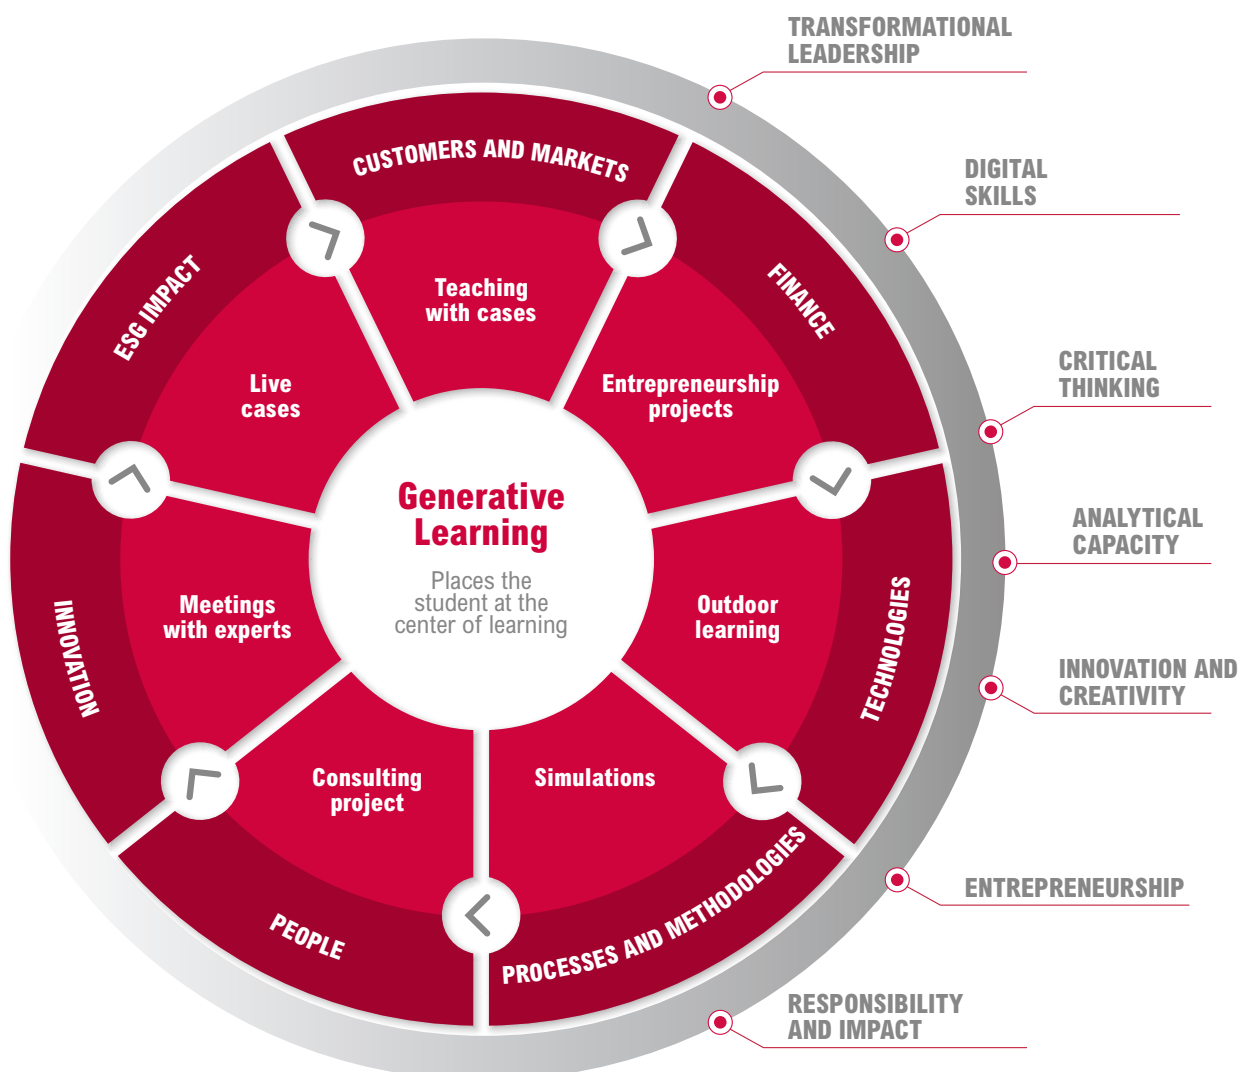 TRANSFORMATIONAL
LEADERSHIP
DIGITAL
SKILLS
CRITICAL
THINKING
ANALYTICAL
CAPACITY
INNOVATION AND
CREATIVITY
ENTREPRENEURSHIP
RESPONSIBILITY
AND IMPACT
CUSTOMERS AND MARKETS
FINANCE
TECHNOLOGIES
PROCESSES AND METHODOLOGIES
PEOPLE
INNOVATION
ESG IMPACT
Teaching
with cases
Entrepreneurship
projects
Outdoor
learning
Simulations
Consulting
project
Meetings
with experts
Live
cases
Generative
Learning
Places the
student at the
center of learning